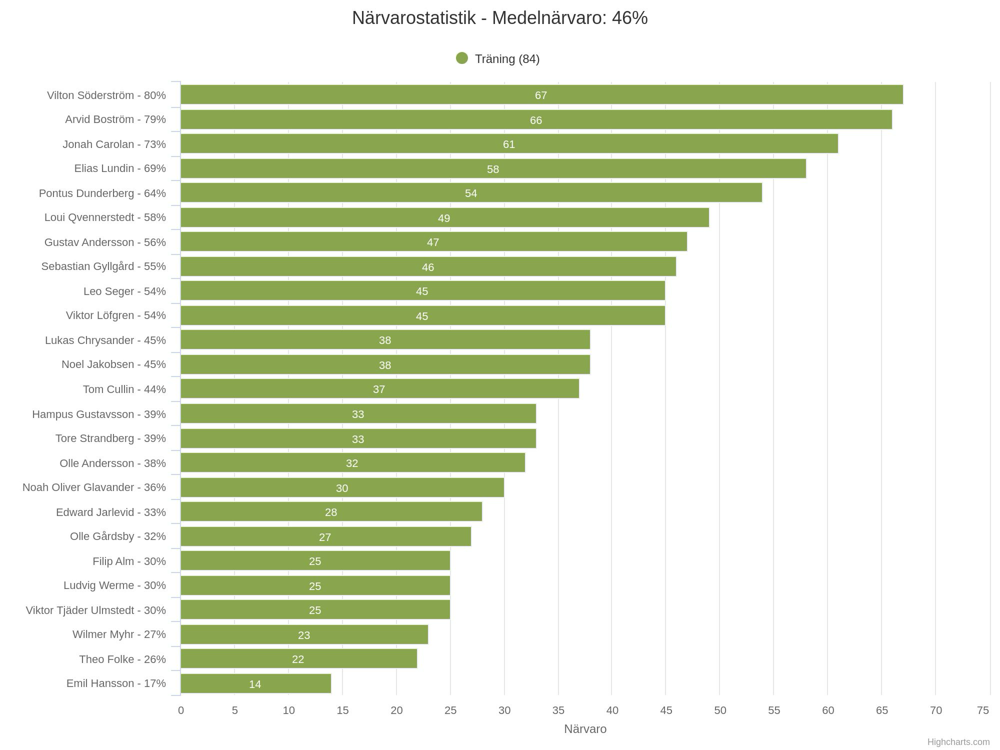 Närvarostatistik - Medelnärvaro: 46%
Träning (84)
Vilton Söderström - 80% 67
Arvid Boström - 79% 66
Jonah Carolan - 73% 61
Elias Lundin - 69% 58
Pontus Dunderberg - 64% 54
Loui Qvennerstedt - 58% 49
Gustav Andersson - 56% 47
Sebastian Gyllgård - 55% 46
Leo Seger - 54% 45
Viktor Löfgren - 54% 45
Lukas Chrysander - 45% 38
Noel Jakobsen - 45% 38
Tom Cullin - 44% 37
Hampus Gustavsson - 39% 33
Tore Strandberg - 39% 33
Olle Andersson - 38% 32
Noah Oliver Glavander - 36% 30
Edward Jarlevid - 33% 28
Olle Gårdsby - 32% 27
Filip Alm - 30% 25
Ludvig Werme - 30% 25
Viktor Tjäder Ulmstedt - 30% 25
Wilmer Myhr - 27% 23
Theo Folke - 26% 22
Emil Hansson - 17% 14
0 5 10 15 20 25 30 35 40 45 50 55 60 65 70 75
Närvaro
Highcharts.com